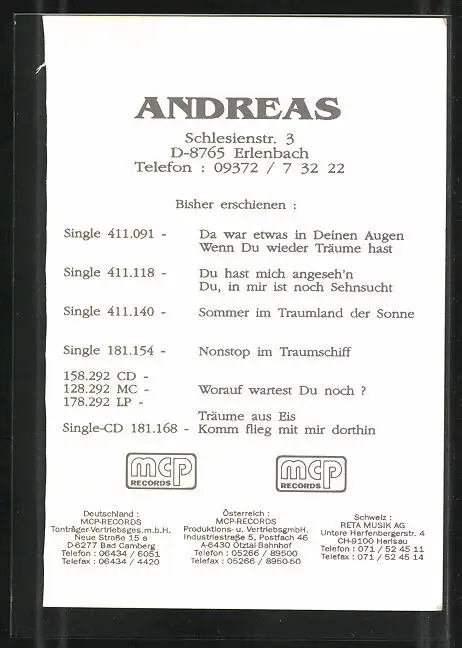 ANDREAS
Schlesienstr. 3
D-8765 Erlenbach
Telefon : 09372 / 7 32 22
Bisher erschienen :
Single 411.091 - Da war etwas in Deinen Augen
Wenn Du wieder Träume hast
Single 411.118 - Du hast mich angeseh'n
Du, in mir ist noch Sehnsucht
Single 411.140 - Sommer im Traumland der Sonne
Single 181.154 - Nonstop im Traumschiff
158.292 CD -
128.292 MC - Worauf wartest Du noch ?
178.292 LP -
Träume aus Eis
Single-CD 181.168 - Komm flieg mit mir dorthin
mcp
RECORDS
mcp
RECORDS
Deutschland :
MCP-RECORDS
Tonträger-Vertriebsges.m.b.H.
Neue Straße 15 a
D-6277 Bad Camberg
Telefon : 06434 / 6051
Telefax : 06434 / 4420
Österreich :
MCP-RECORDS
Produktions- u. VertriebsgmbH.
Industriestraße 5, Postfach 46
A-6430 Ötztal-Bahnhof
Telefon : 05266 / 89500
Telefax : 05266 / 8950-50
Schweiz :
RETA MUSIK AG
Untere Harfenbergerstr. 4
CH-9100 Herisau
Telefon : 071 / 52 45 11
Telefax : 071 / 52 45 14